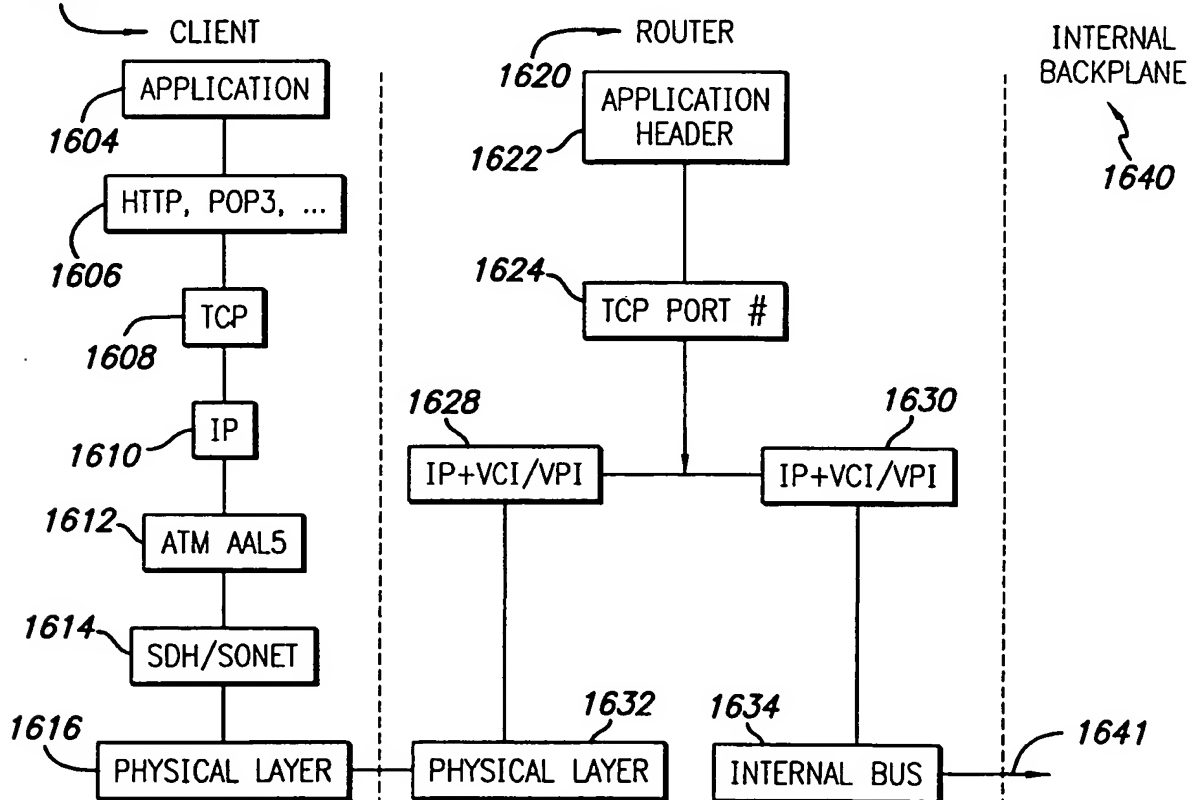 CLIENT
APPLICATION
1604
HTTP, POP3, ...
1606
TCP
1608
IP
1610
1612
ATM AAL5
1614
SDH/SONET
1616
PHYSICAL LAYER
ROUTER
1620
APPLICATION
HEADER
1622
1624
TCP PORT #
1628
IP+VCI/VPI
1630
IP+VCI/VPI
1632
PHYSICAL LAYER
1634
INTERNAL BUS
INTERNAL
BACKPLANE
1640
1641